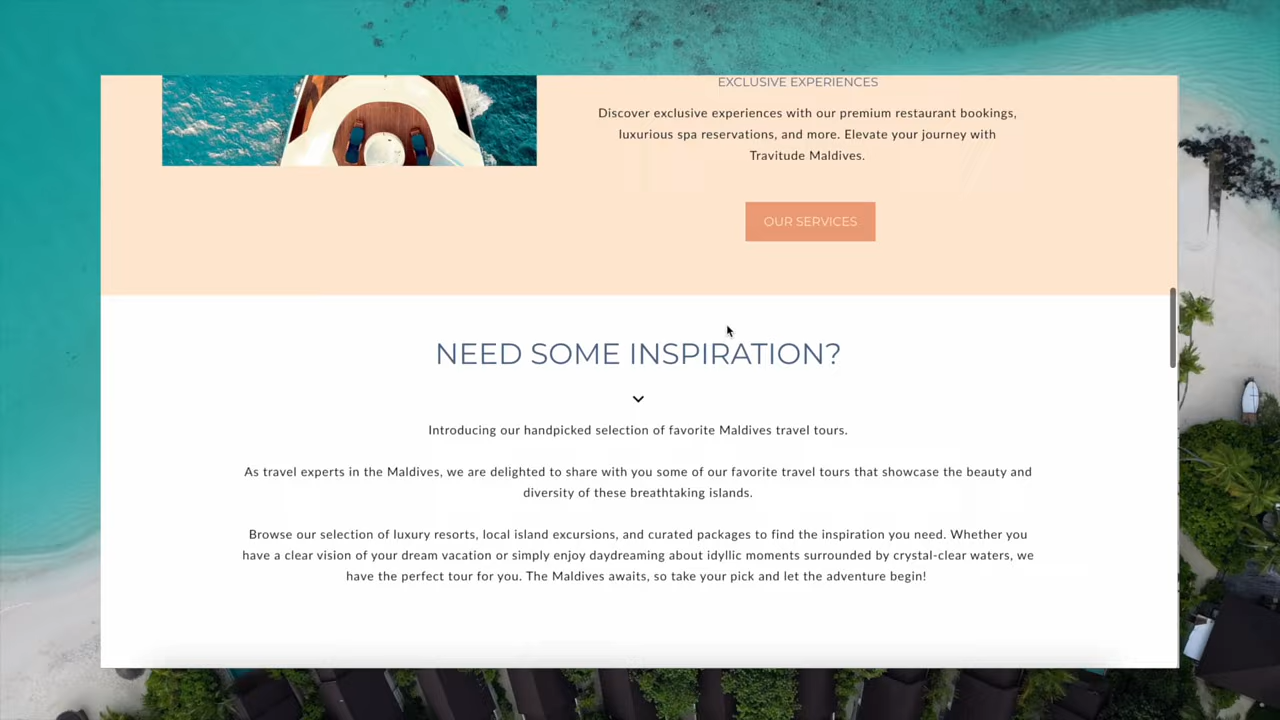 EXCLUSIVE EXPERIENCES
Discover exclusive experiences with our premium restaurant bookings,
luxurious spa reservations, and more. Elevate your journey with
Travitude Maldives.
OUR SERVICES
NEED SOME INSPIRATION?
Introducing our handpicked selection of favorite Maldives travel tours.
As travel experts in the Maldives, we are delighted to share with you some of our favorite travel tours that showcase the beauty and
diversity of these breathtaking islands.
Browse our selection of luxury resorts, local island excursions, and curated packages to find the inspiration you need. Whether you
have a clear vision of your dream vacation or simply enjoy daydreaming about idyllic moments surrounded by crystal-clear waters, we
have the perfect tour for you. The Maldives awaits, so take your pick and let the adventure begin!